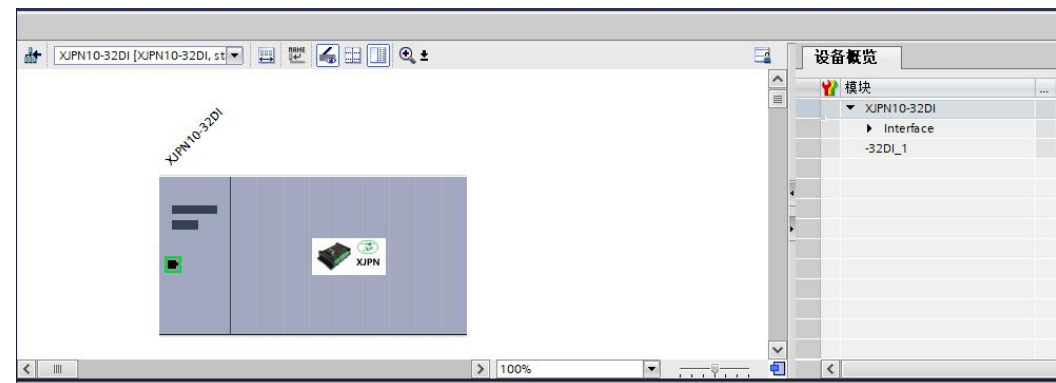 XJPN10-32DI [XJPN10-32DI, st
NAME
设备概览
模块
...
XJPN10-32DI
Interface
-32DI_1
XJPN10-32DI
XJPN
100%